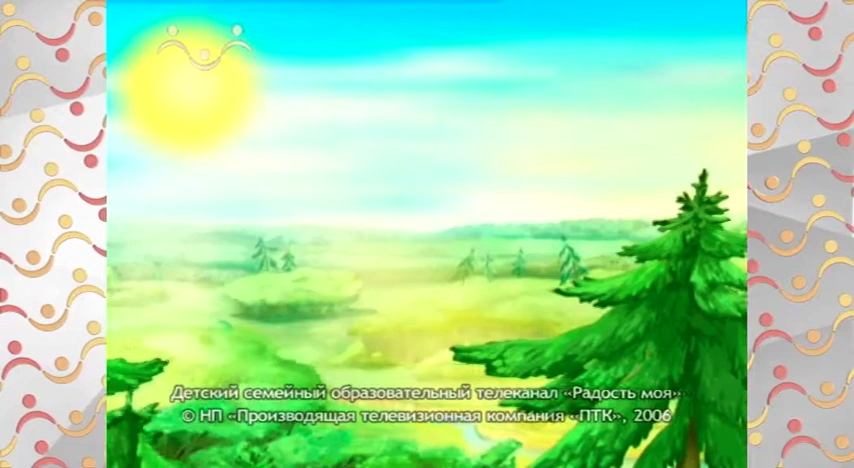 Детский семейный образовательный телеканал «Радость моя»
© НП «Производящая телевизионная компания «ПТК», 2006